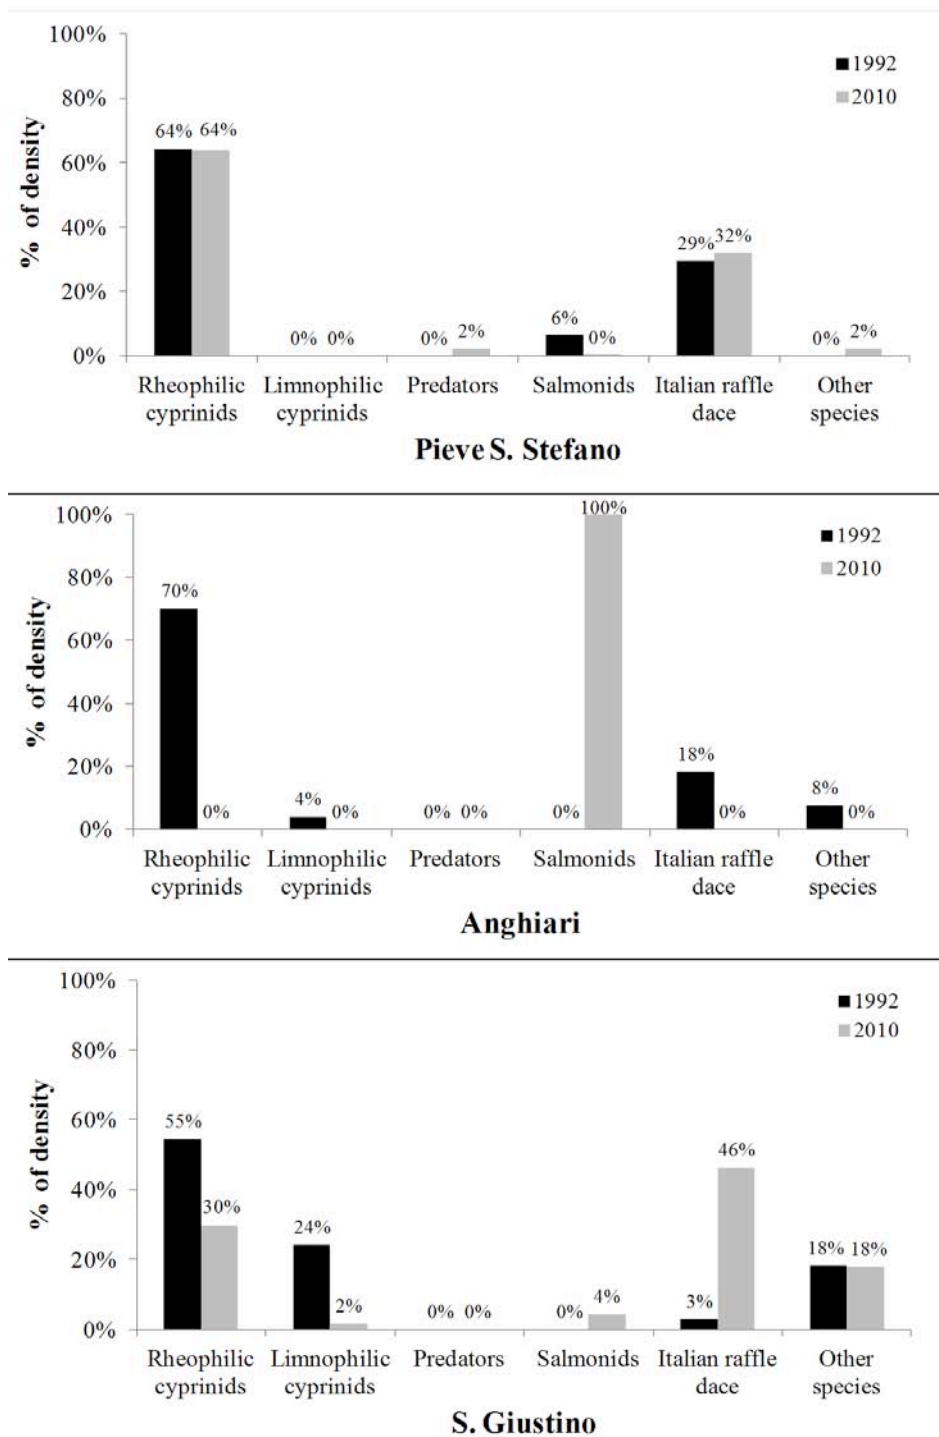 100%
1992
80%
2010
64% 64%
60%
% of density
40%
29% 32%
20%
6%
0% 0% 0% 2% 0% 0% 2%
0%
Rheophilic Limnophilic Predators Salmonids Italian raffle Other
cyprinids cyprinids dace species
Pieve S. Stefano
100% 100%
1992
80%
2010
70%
60%
% of density
40%
20%
18%
4% 8%
0% 0% 0% 0% 0% 0% 0%
0%
Rheophilic Limnophilic Predators Salmonids Italian raffle Other
cyprinids cyprinids dace species
Anghiari
100%
1992
2010
80%
60%
55%
% of density
46%
40%
30%
24%
20%
18% 18%
2% 0% 0% 0% 4% 3%
0%
Rheophilic Limnophilic Predators Salmonids Italian raffle Other
cyprinids cyprinids dace species
S. Giustino